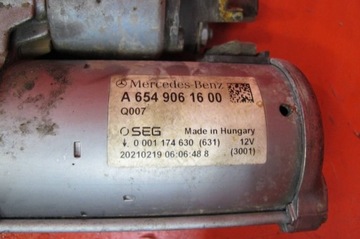 Mercedes-Benz
A 654 906 16 00
Q007
SEG Made in Hungary
0 001 174 630 (631) 12V
20210219 06:06:48 8 (3001)